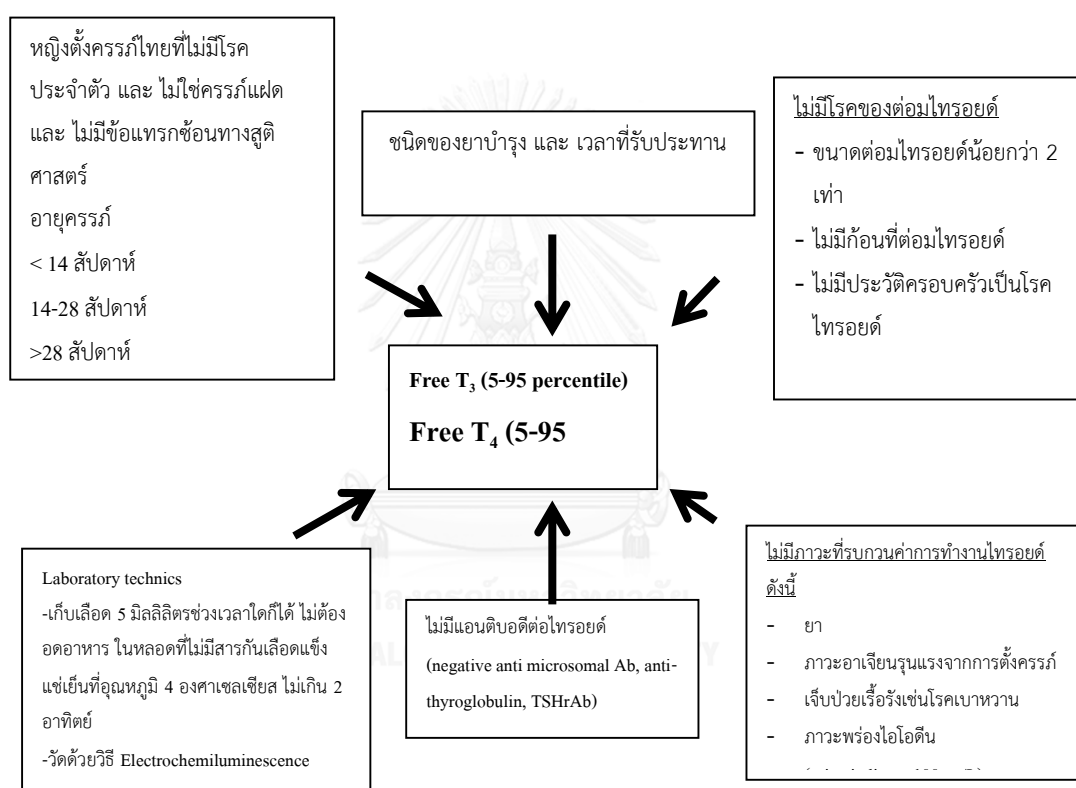 หญิงตั้งครรภ์ไทยที่ไม่มีโรค
ประจำตัว และ ไม่ใช่ครรภ์แฝด
และ ไม่มีข้อแทรกซ้อนทางสูติ
ศาสตร์
อายุครรภ์
< 14 สัปดาห์
14-28 สัปดาห์
>28 สัปดาห์
ชนิดของยาบำรุง และ เวลาที่รับประทาน
ไม่มีโรคของต่อมไทรอยด์
- ขนาดต่อมไทรอยด์น้อยกว่า 2
เท่า
- ไม่มีก้อนที่ต่อมไทรอยด์
- ไม่มีประวัติครอบครัวเป็นโรค
ไทรอยด์
Free T₃ (5-95 percentile)
Free T₄ (5-95
Laboratory technics
-เก็บเลือด 5 มิลลิลิตรช่วงเวลาใดก็ได้ ไม่ต้อง
อดอาหาร ในหลอดที่ไม่มีสารกันเลือดแข็ง
แช่เย็นที่อุณหภูมิ 4 องศาเซลเซียส ไม่เกิน 2
อาทิตย์
-วัดด้วยวิธี Electrochemiluminescence
ไม่มีแอนติบอดีต่อไทรอยด์
(negative anti microsomal Ab, anti-
thyroglobulin, TSHrAb)
ไม่มีภาวะที่รบกวนค่าการทำงานไทรอยด์
ดังนี้
- ยา
- ภาวะอาเจียนรุนแรงจากการตั้งครรภ์
- เจ็บป่วยเรื้อรังเช่นโรคเบาหวาน
- ภาวะพร่องไอโอดีน